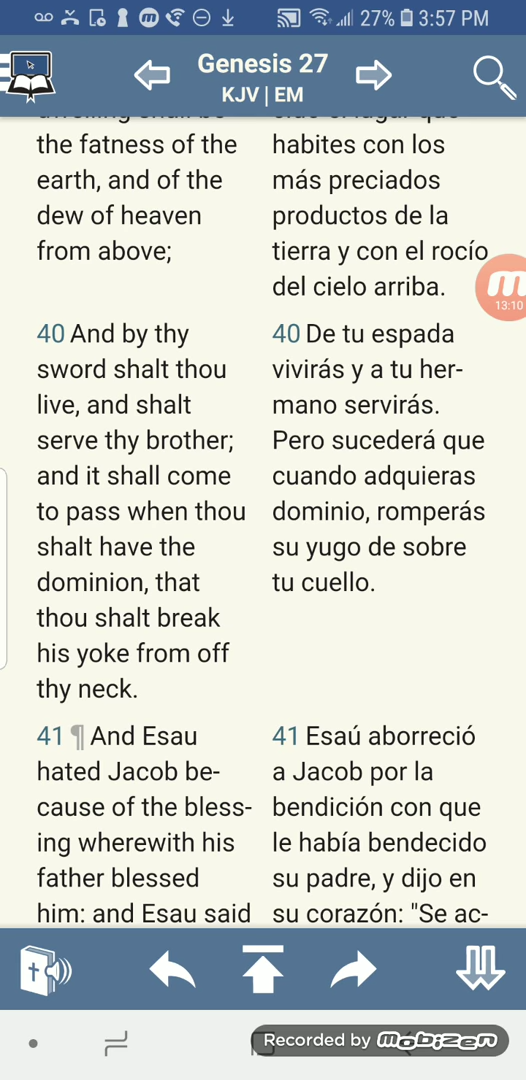 27% 3:57 PM
Genesis 27
KJV | EM
the fatness of the
earth, and of the
dew of heaven
from above;
40 And by thy
sword shalt thou
live, and shalt
serve thy brother;
and it shall come
to pass when thou
shalt have the
dominion, that
thou shalt break
his yoke from off
thy neck.
41 ¶ And Esau
hated Jacob be-
cause of the bless-
ing wherewith his
father blessed
him: and Esau said
habites con los
más preciados
productos de la
tierra y con el rocío
del cielo arriba.
40 De tu espada
vivirás y a tu her-
mano servirás.
Pero sucederá que
cuando adquieras
dominio, romperás
su yugo de sobre
tu cuello.
41 Esaú aborreció
a Jacob por la
bendición con que
le había bendecido
su padre, y dijo en
su corazón: "Se ac-
m
13:10
Recorded by mobizen